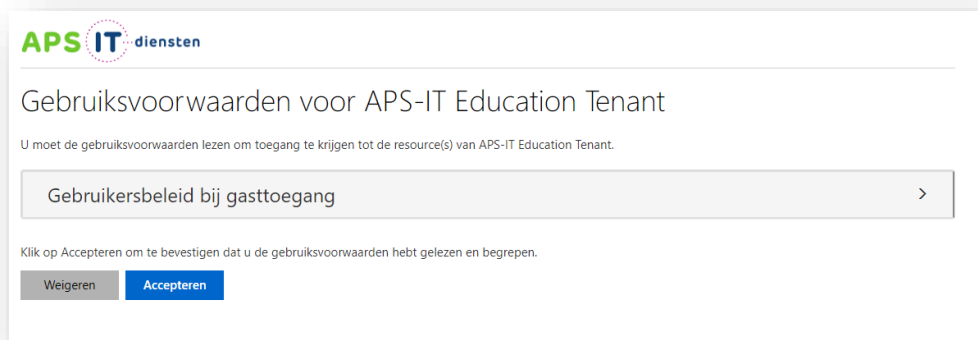 APS IT diensten
Gebruiksvoorwaarden voor APS-IT Education Tenant
U moet de gebruiksvoorwaarden lezen om toegang te krijgen tot de resource(s) van APS-IT Education Tenant.
Gebruikersbeleid bij gasttoegang
Klik op Accepteren om te bevestigen dat u de gebruiksvoorwaarden hebt gelezen en begrepen.
Weigeren Accepteren